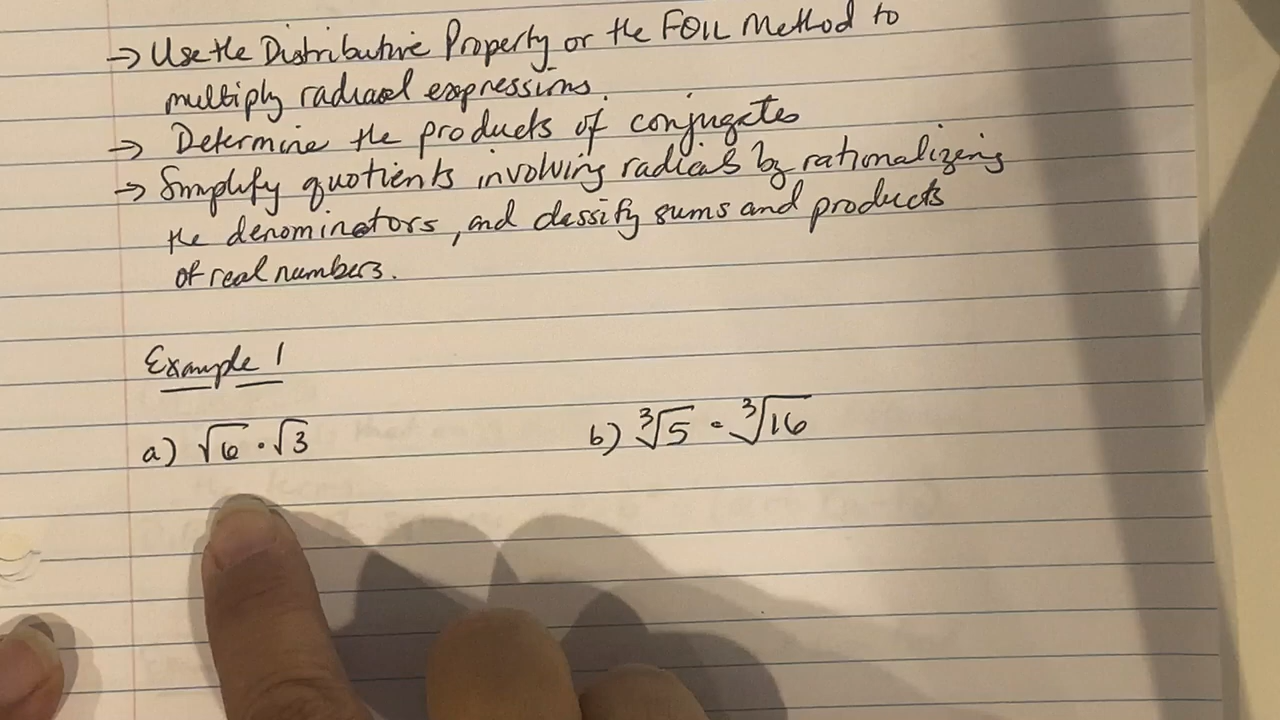 → Use the Distributive Property or the FOIL Method to
multiply radical expressions.
→ Determine the products of conjugates
→ Simplify quotients involving radicals by rationalizing
the denominators, and classify sums and products
of real numbers.
Example 1
a) √6 · √3
b) ∛5 · ∛16